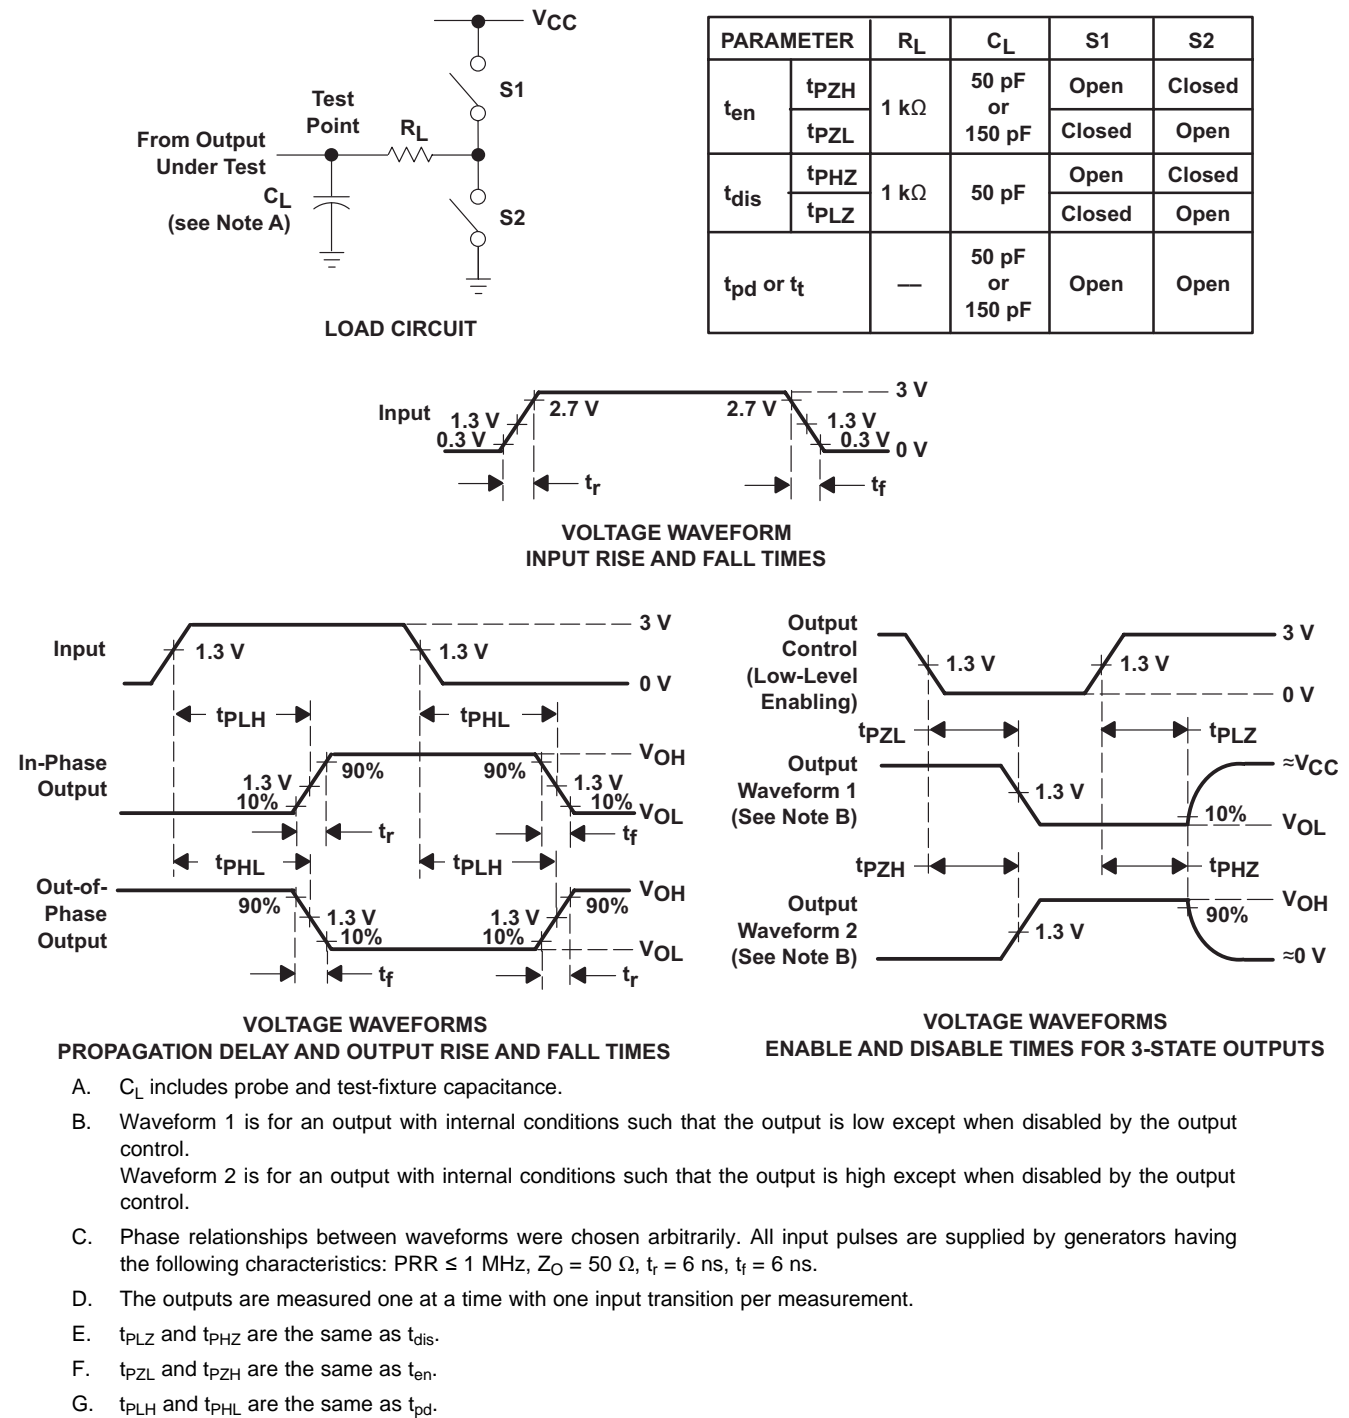 VCC
S1
Test
Point
RL
From Output
Under Test
CL
(see Note A)
S2
LOAD CIRCUIT
PARAMETER RL CL S1 S2
ten tPZH 1 kΩ 50 pF or 150 pF Open Closed
tPZL Closed Open
tdis tPHZ 1 kΩ 50 pF Open Closed
tPLZ Closed Open
tpd or tt — 50 pF or 150 pF Open Open
Input
3 V
2.7 V 2.7 V
1.3 V 1.3 V
0.3 V 0.3 V
0 V
tr tf
VOLTAGE WAVEFORM
INPUT RISE AND FALL TIMES
Input 1.3 V 1.3 V 3 V
0 V
tPLH tPHL
In-Phase
Output
VOH
90% 90%
1.3 V 1.3 V
10% 10%
VOL
tr tf
tPHL tPLH
Out-of-
Phase
Output
VOH
90% 90%
1.3 V 1.3 V
10% 10%
VOL
tf tr
VOLTAGE WAVEFORMS
PROPAGATION DELAY AND OUTPUT RISE AND FALL TIMES
Output
Control
(Low-Level
Enabling)
3 V
1.3 V 1.3 V
0 V
tPZL tPLZ
Output
Waveform 1
(See Note B)
≈VCC
1.3 V
10%
VOL
tPZH tPHZ
Output
Waveform 2
(See Note B)
VOH
90%
1.3 V
≈0 V
VOLTAGE WAVEFORMS
ENABLE AND DISABLE TIMES FOR 3-STATE OUTPUTS
A. CL includes probe and test-fixture capacitance.
B. Waveform 1 is for an output with internal conditions such that the output is low except when disabled by the output
control.
Waveform 2 is for an output with internal conditions such that the output is high except when disabled by the output
control.
C. Phase relationships between waveforms were chosen arbitrarily. All input pulses are supplied by generators having
the following characteristics: PRR ≤ 1 MHz, ZO = 50 Ω, tr = 6 ns, tf = 6 ns.
D. The outputs are measured one at a time with one input transition per measurement.
E. tPLZ and tPHZ are the same as tdis.
F. tPZL and tPZH are the same as ten.
G. tPLH and tPHL are the same as tpd.